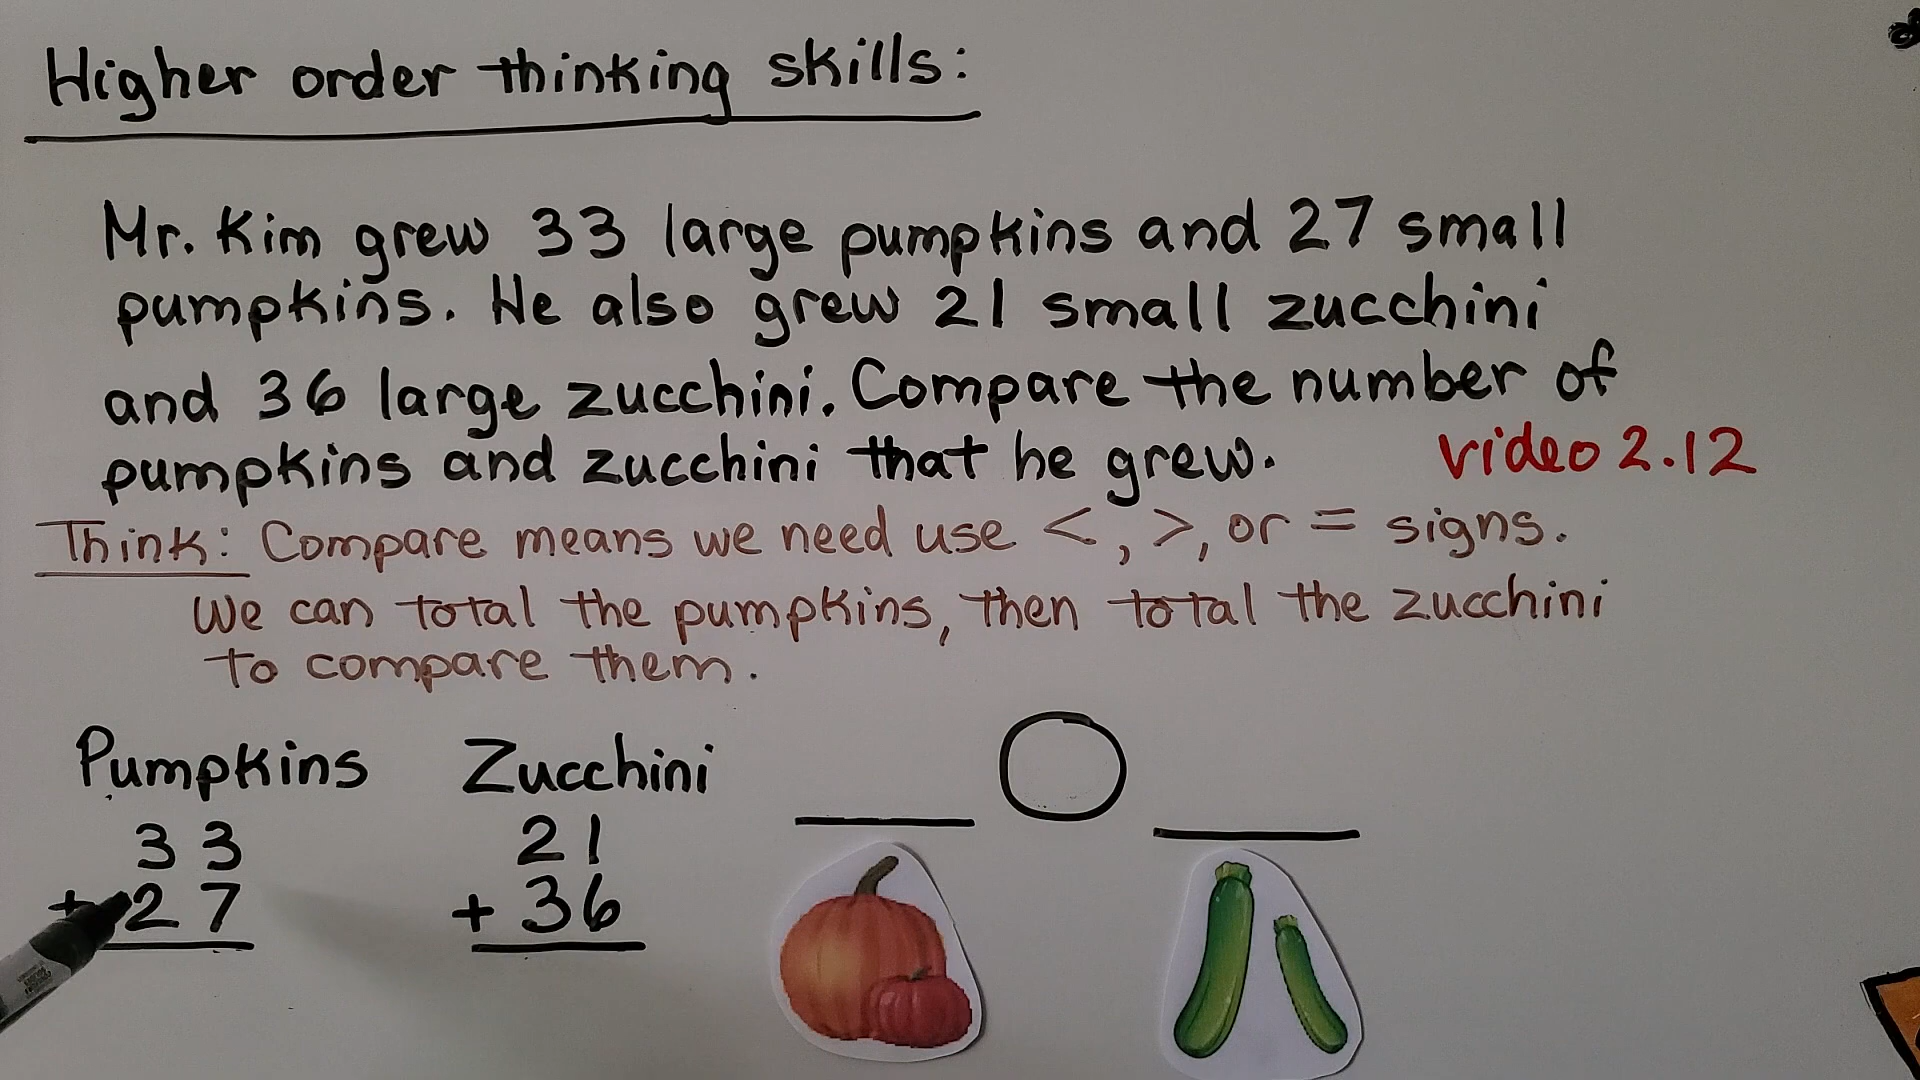 Higher order thinking skills:
Mr. Kim grew 33 large pumpkins and 27 small
pumpkins. He also grew 21 small zucchini
and 36 large zucchini. Compare the number of
pumpkins and zucchini that he grew.
video 2.12
Think: Compare means we need use <, >, or = signs.
We can total the pumpkins, then total the zucchini
to compare them.
Pumpkins
33
+ 27
Zucchini
21
+ 36